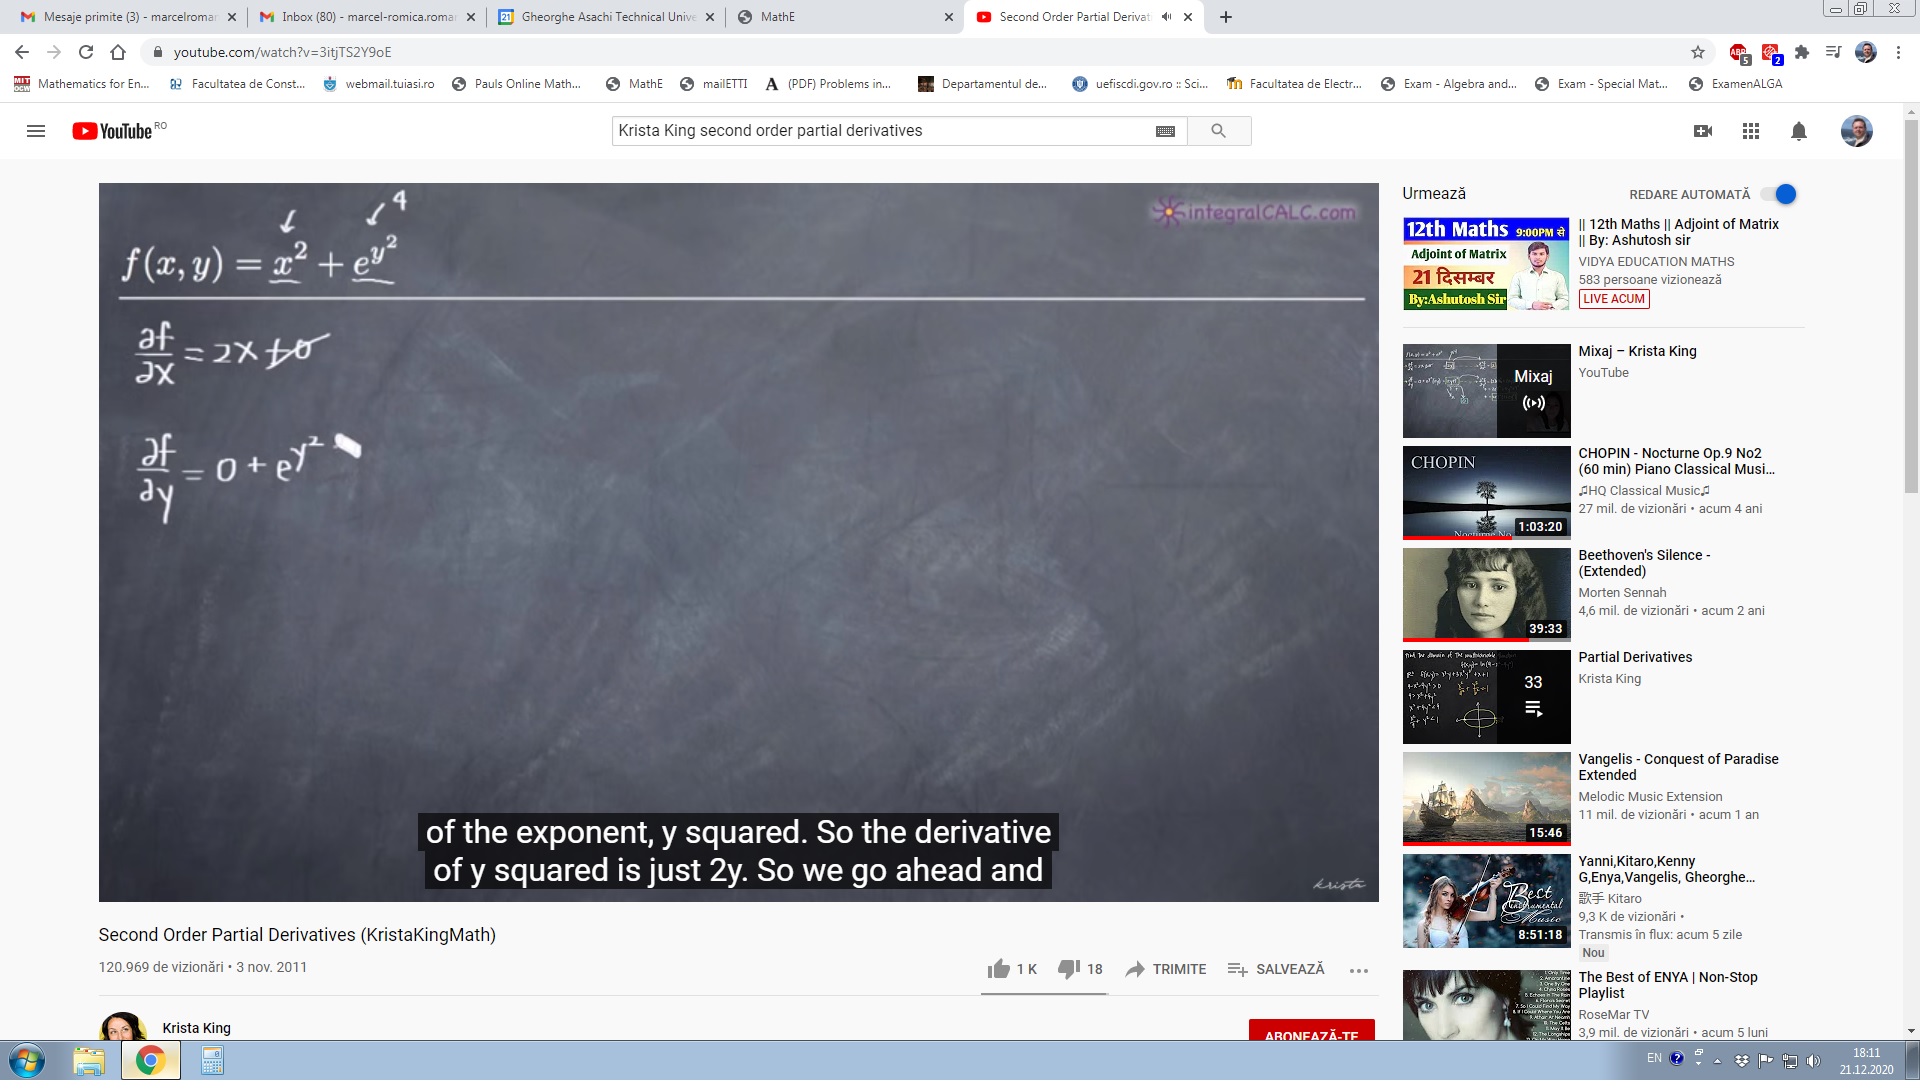 Mesaje primite (3) - marcelromar
Inbox (80) - marcel-romica.romar
Gheorghe Asachi Technical Unive
MathE
Second Order Partial Derivati
youtube.com/watch?v=3itjTS2Y9oE
Mathematics for En...
Facultatea de Const...
webmail.tuiasi.ro
Pauls Online Math...
MathE
mailETTI
(PDF) Problems in...
Departamentul de...
uefiscdi.gov.ro :: Sci...
Facultatea de Electr...
Exam - Algebra and...
Exam - Special Mat...
ExamenALGA
YouTube RO
Krista King second order partial derivatives
4
f(x, y) = x² + e^{y²}
integralCALC.com
∂f/∂x = 2x + 0
∂f/∂y = 0 + e^{y²}
of the exponent, y squared. So the derivative
of y squared is just 2y. So we go ahead and
krista
Second Order Partial Derivatives (KristaKingMath)
120.969 de vizionări • 3 nov. 2011
1 K
18
TRIMITE
SALVEAZĂ
Krista King
ABONEAZĂ-TE
Urmează
REDARE AUTOMATĂ
12th Maths 9:00PM से
Adjoint of Matrix
21 दिसम्बर
By:Ashutosh Sir
|| 12th Maths || Adjoint of Matrix
|| By: Ashutosh sir
VIDYA EDUCATION MATHS
583 persoane vizionează
LIVE ACUM
Mixaj
Mixaj – Krista King
YouTube
CHOPIN
1:03:20
CHOPIN - Nocturne Op.9 No2
(60 min) Piano Classical Musi...
♫HQ Classical Music♫
27 mil. de vizionări • acum 4 ani
39:33
Beethoven's Silence -
(Extended)
Morten Sennah
4,6 mil. de vizionări • acum 2 ani
33
Partial Derivatives
Krista King
15:46
Vangelis - Conquest of Paradise
Extended
Melodic Music Extension
11 mil. de vizionări • acum 1 an
Best
Instrumental
Music
8:51:18
Yanni,Kitaro,Kenny
G,Enya,Vangelis, Gheorghe...
歌手 Kitaro
9,3 K de vizionări •
Transmis în flux: acum 5 zile
Nou
The Best of ENYA | Non-Stop
Playlist
RoseMar TV
3,9 mil. de vizionări • acum 5 luni
EN
18:11
21.12.2020